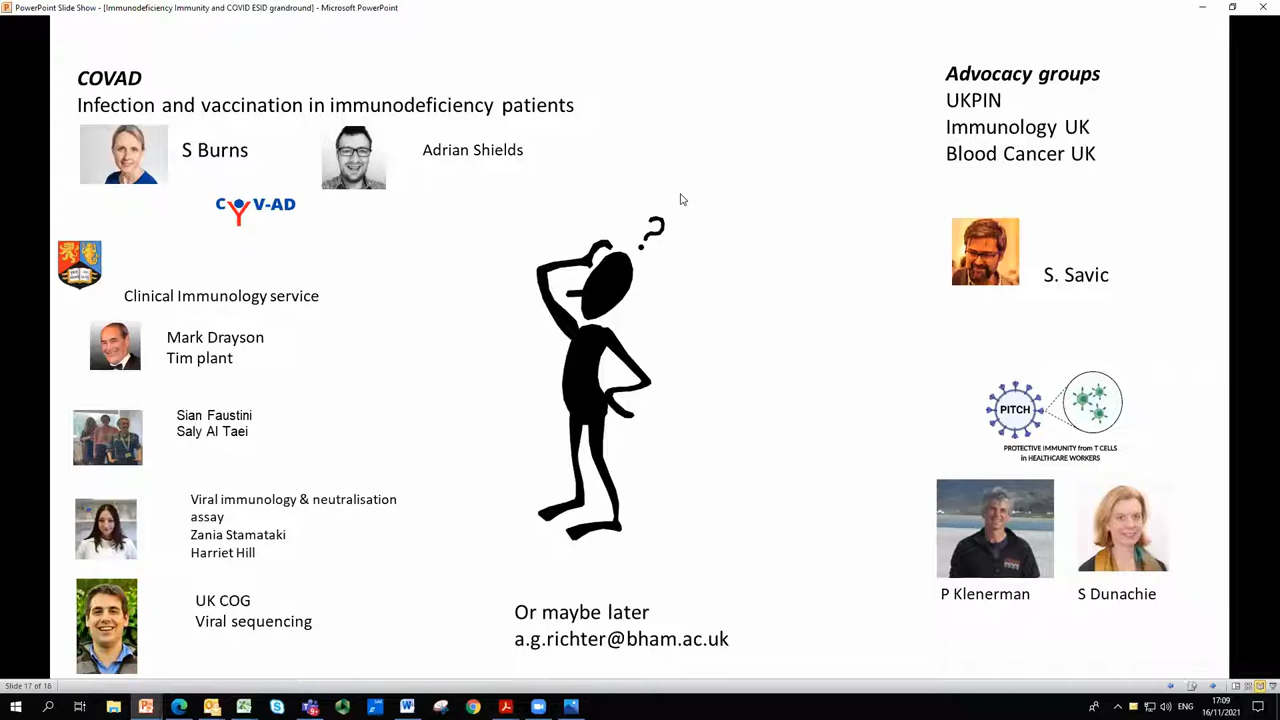 PowerPoint Slide Show - [Immunodeficiency Immunity and COVID ESID grandround] - Microsoft PowerPoint
COVAD
Infection and vaccination in immunodeficiency patients
S Burns
Adrian Shields
C V-AD
Clinical Immunology service
Mark Drayson
Tim plant
Sian Faustini
Saly Al Taei
Viral immunology & neutralisation
assay
Zania Stamataki
Harriet Hill
UK COG
Viral sequencing
?
Or maybe later
a.g.richter@bham.ac.uk
Advocacy groups
UKPIN
Immunology UK
Blood Cancer UK
S. Savic
PITCH
PROTECTIVE IMMUNITY from T CELLS
in HEALTHCARE WORKERS
P Klenerman
S Dunachie
Slide 17 of 18
ENG
17:09
16/11/2021